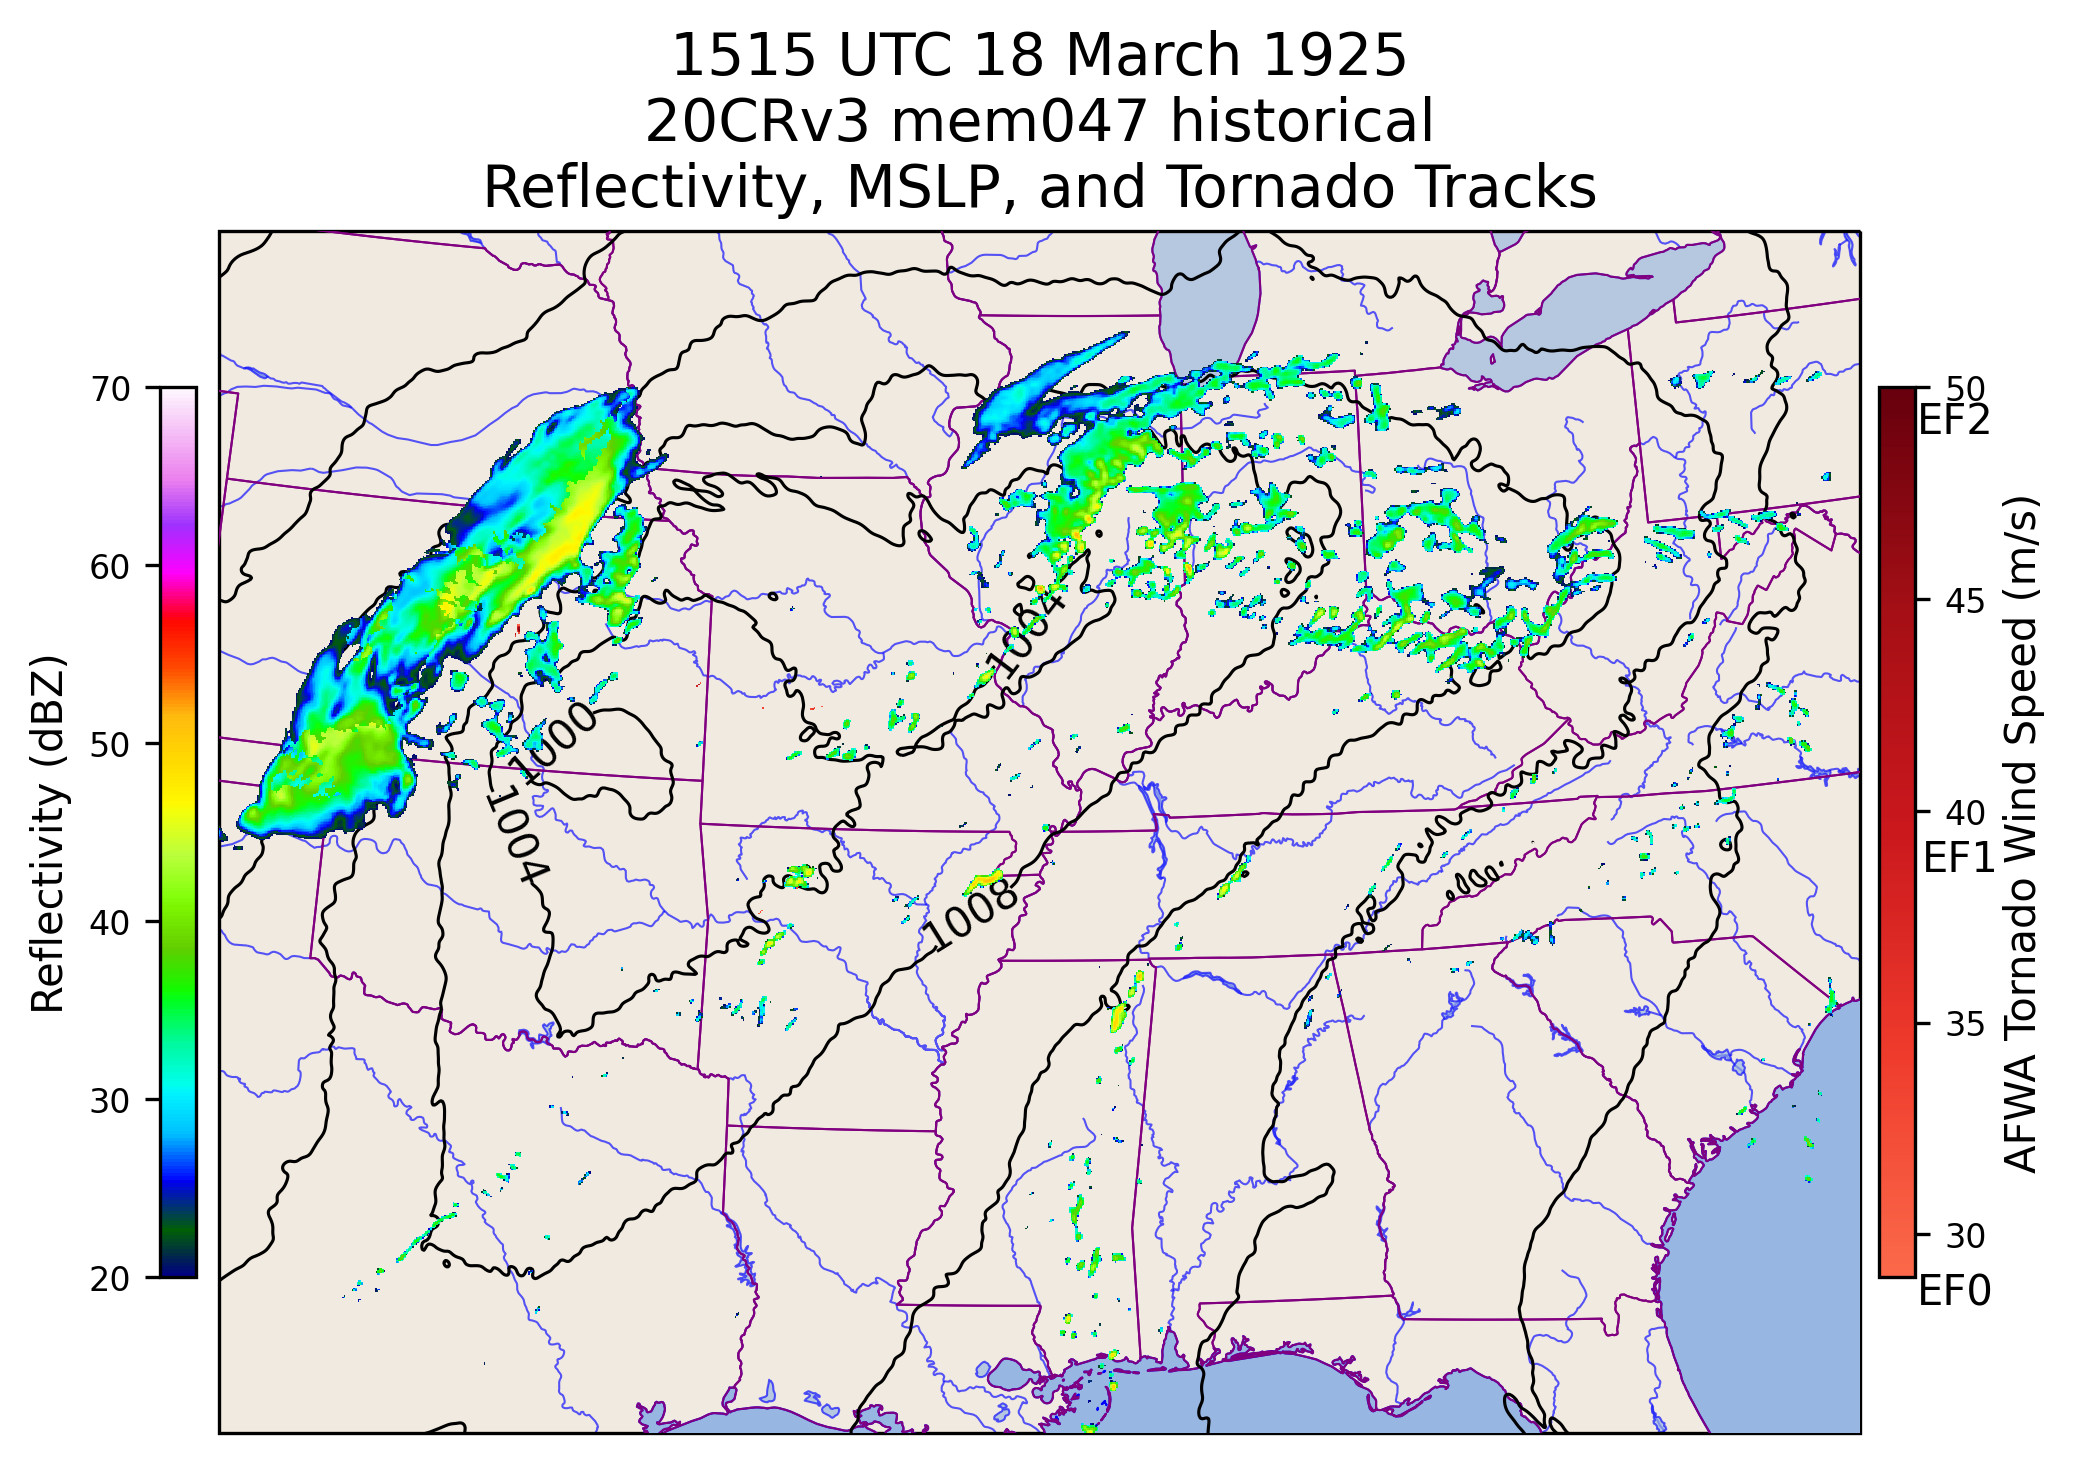 1515 UTC 18 March 1925
20CRv3 mem047 historical
Reflectivity, MSLP, and Tornado Tracks
Reflectivity (dBZ)
70
60
50
40
30
20
1000
1004
1004
1008
50
EF2
45
40
EF1
35
30
EF0
AFWA Tornado Wind Speed (m/s)